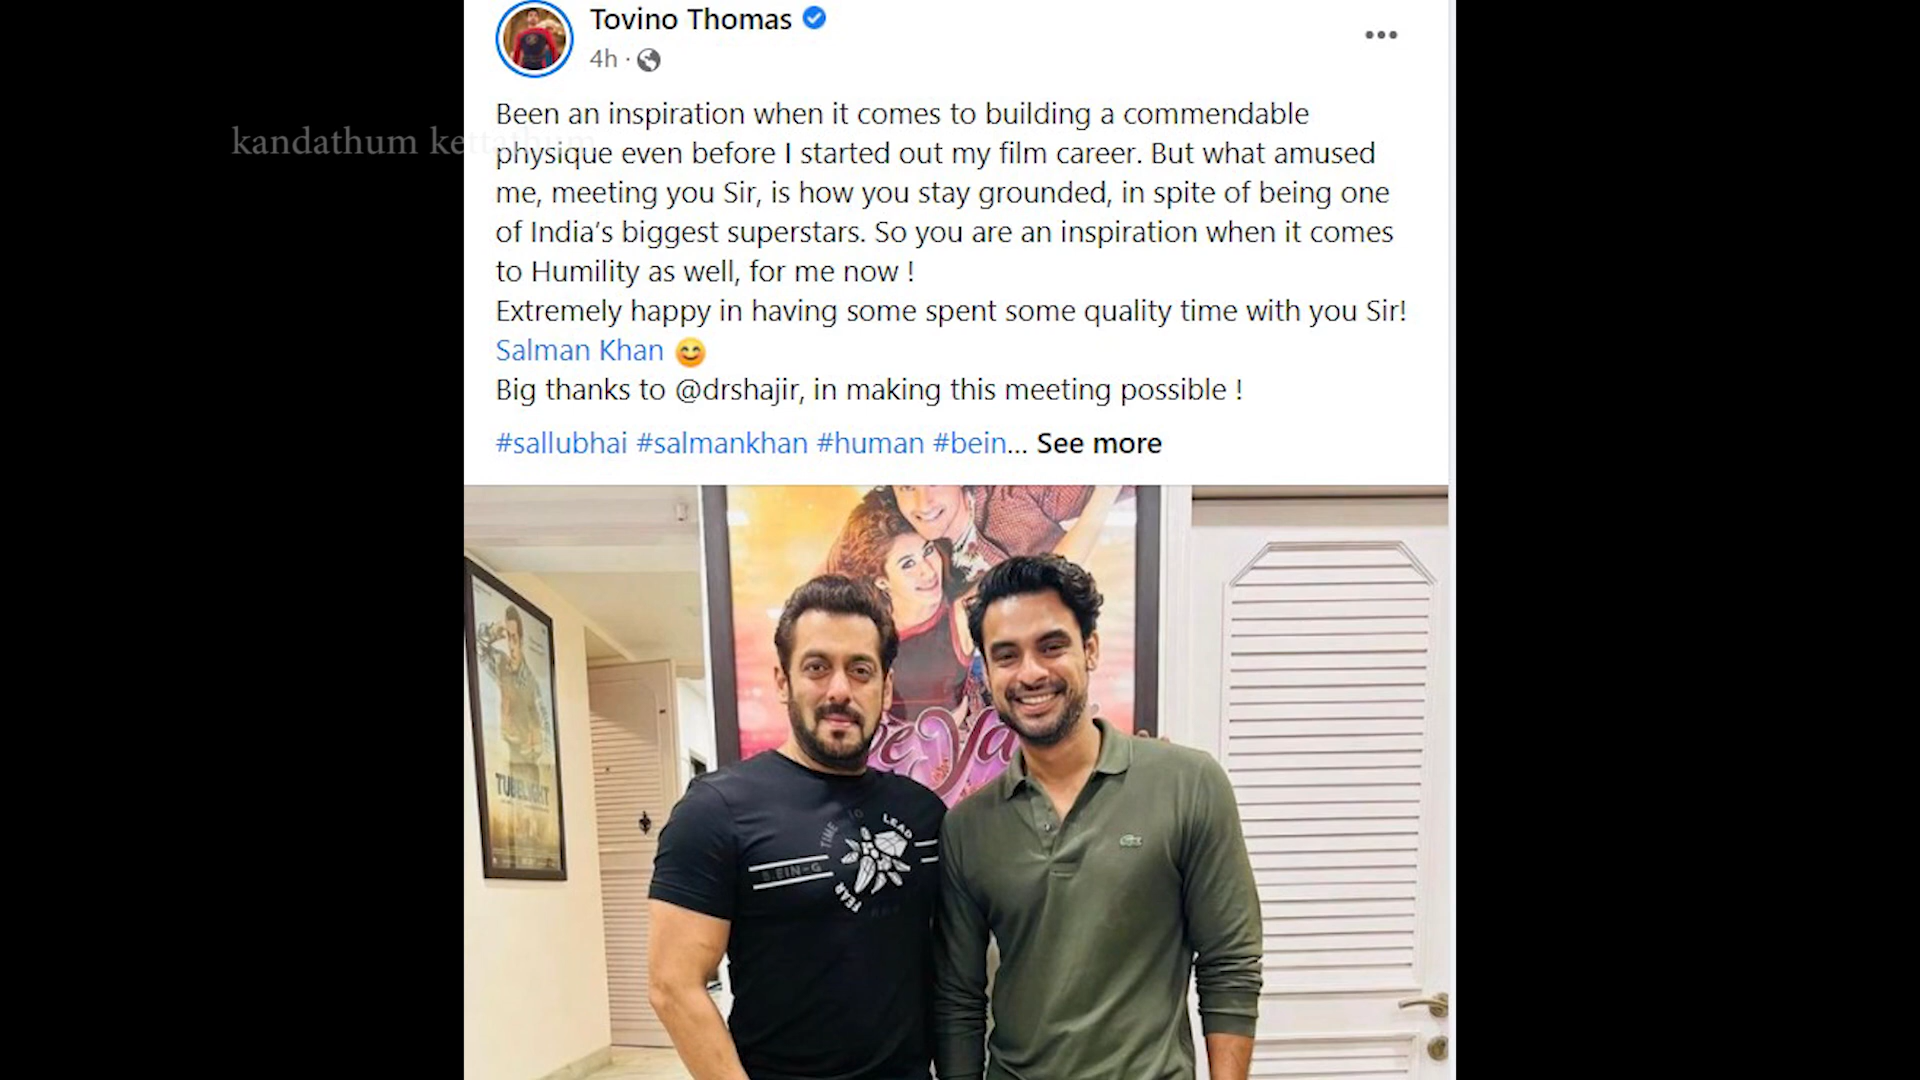 Tovino Thomas
4h ·
kandathum kettathum
Been an inspiration when it comes to building a commendable
physique even before I started out my film career. But what amused
me, meeting you Sir, is how you stay grounded, in spite of being one
of India’s biggest superstars. So you are an inspiration when it comes
to Humility as well, for me now !
Extremely happy in having some spent some quality time with you Sir!
Salman Khan 😊
Big thanks to @drshajir, in making this meeting possible !
#sallubhai #salmankhan #human #bein... See more
TUBELIGHT
TIME TO LEAD
B.EIN-G
FEAR